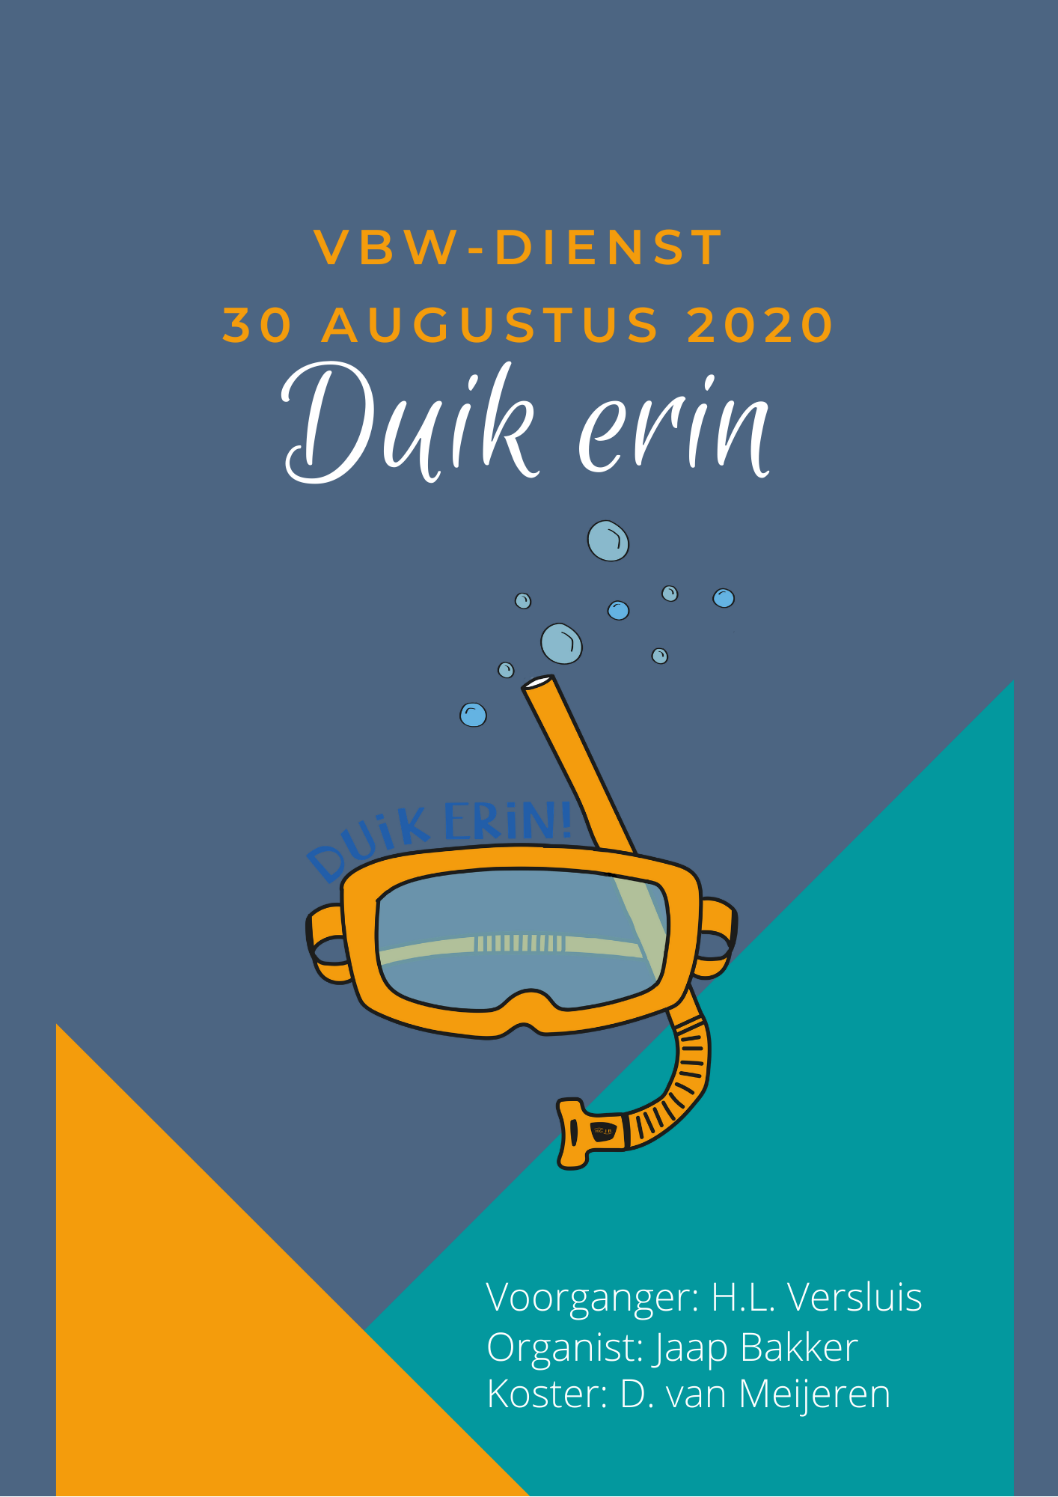 VBW-DIENST
30 AUGUSTUS 2020
Duik erin
DUiK ERiN!
Voorganger: H.L. Versluis
Organist: Jaap Bakker
Koster: D. van Meijeren